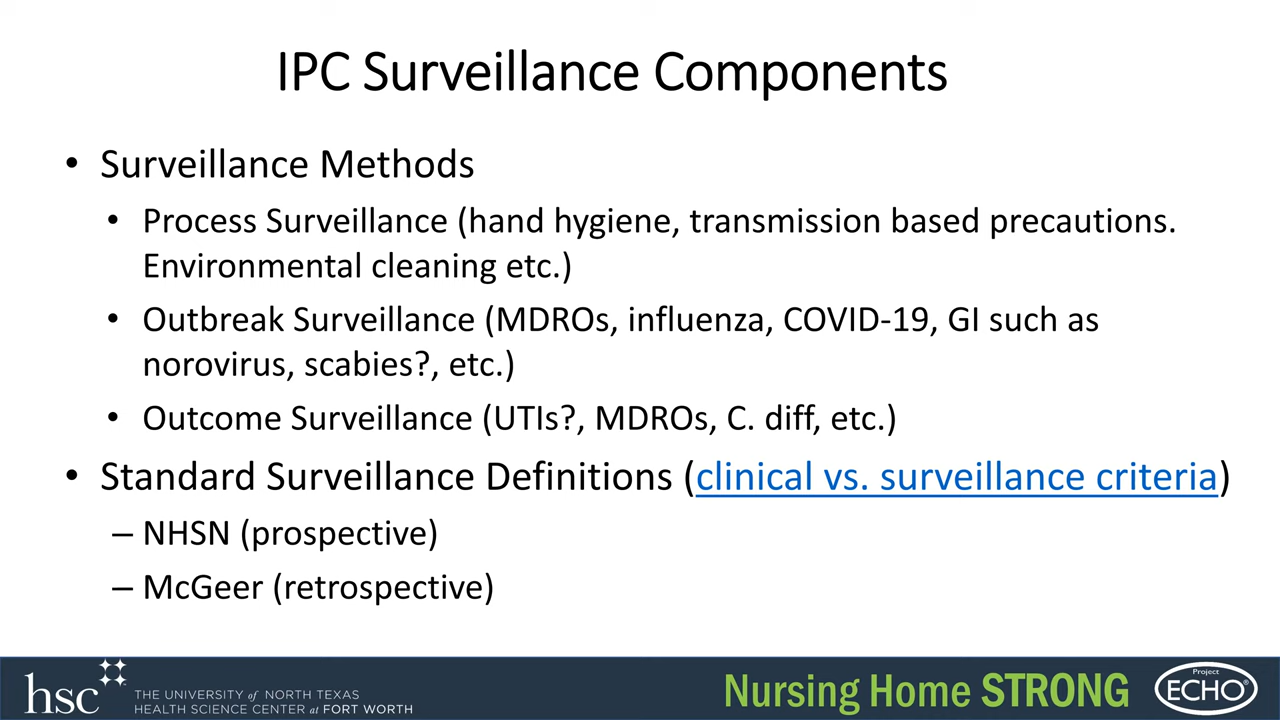 IPC Surveillance Components
• Surveillance Methods
• Process Surveillance (hand hygiene, transmission based precautions.
Environmental cleaning etc.)
• Outbreak Surveillance (MDROs, influenza, COVID-19, GI such as
norovirus, scabies?, etc.)
• Outcome Surveillance (UTIs?, MDROs, C. diff, etc.)
• Standard Surveillance Definitions (clinical vs. surveillance criteria)
– NHSN (prospective)
– McGeer (retrospective)
hsc
THE UNIVERSITY of NORTH TEXAS
HEALTH SCIENCE CENTER at FORT WORTH
Nursing Home STRONG
Project
ECHO®